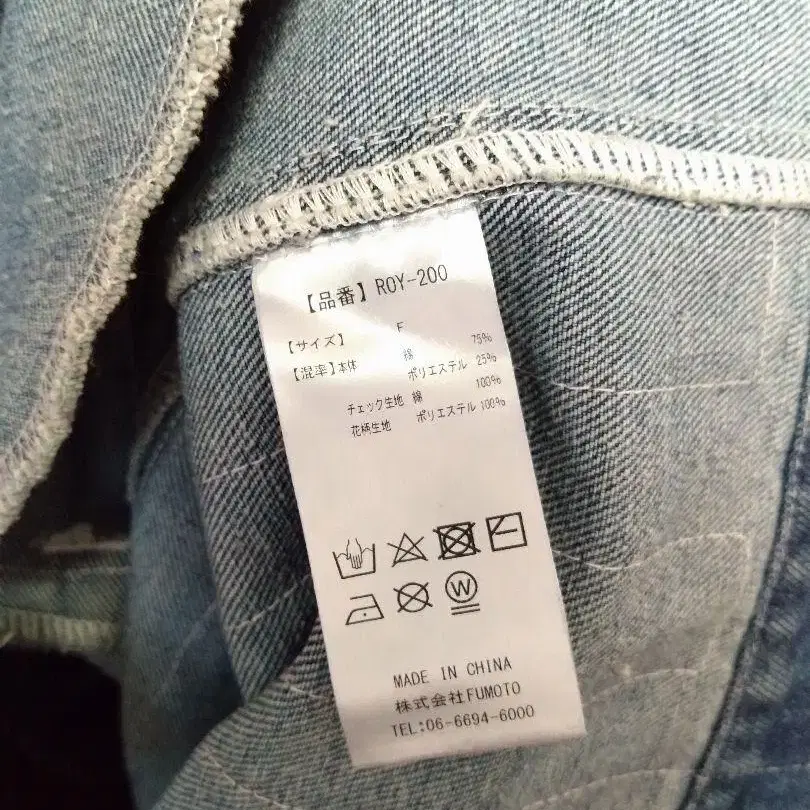 【品番】ROY-200
【サイズ】 F
【混率】本体 綿 75%
ポリエステル 25%
チェック生地 綿 100%
花柄生地 ポリエステル 100%
W
MADE IN CHINA
株式会社FUMOTO
TEL:06-6694-6000